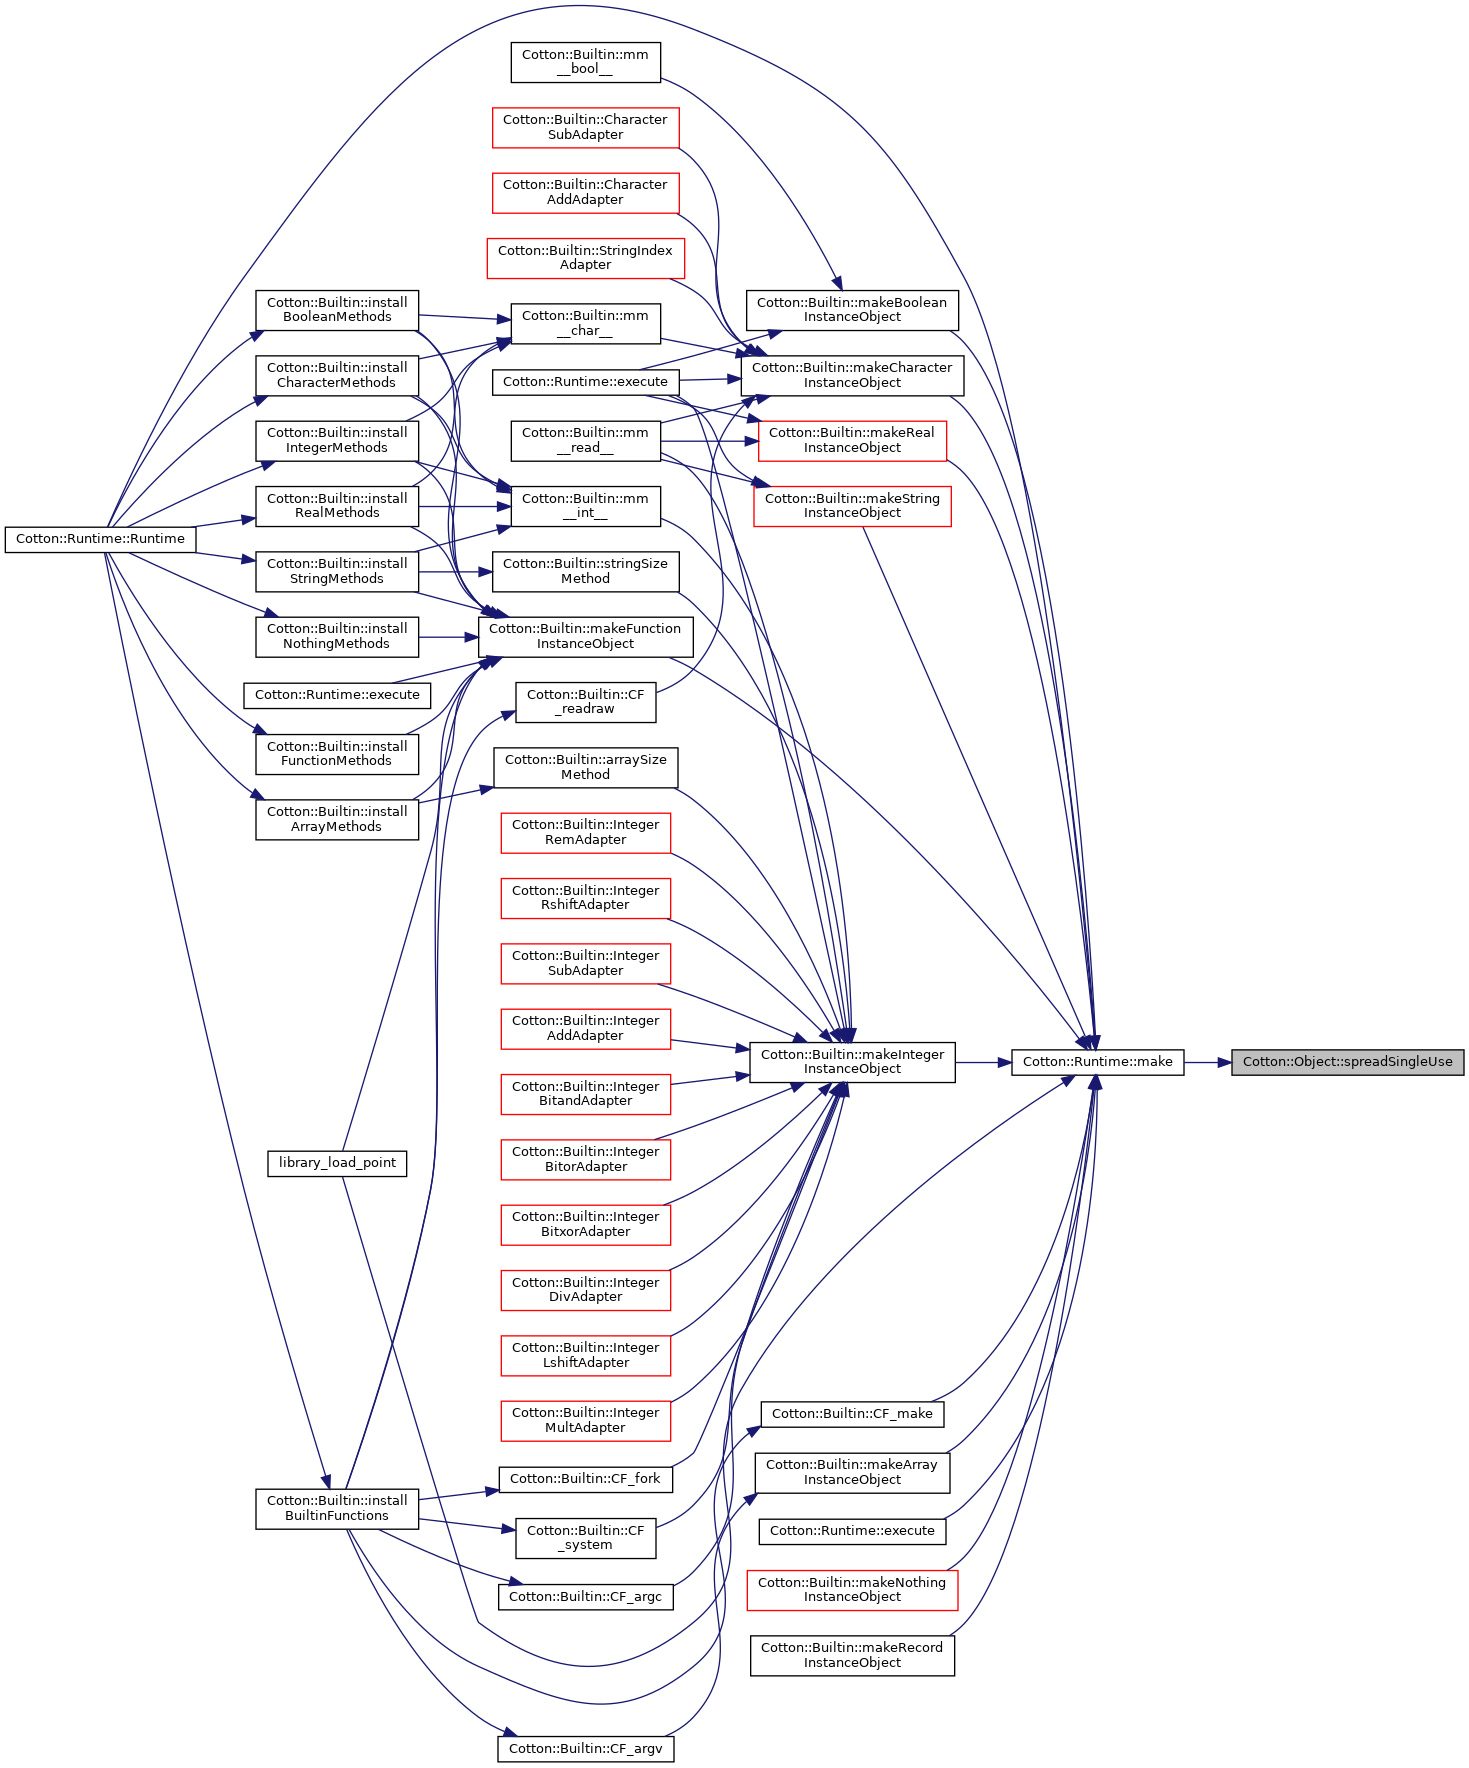 Cotton::Builtin::mm
__bool__
Cotton::Builtin::Character
SubAdapter
Cotton::Builtin::Character
AddAdapter
Cotton::Builtin::StringIndex
Adapter
Cotton::Builtin::install
BooleanMethods
Cotton::Builtin::mm
__char__
Cotton::Builtin::makeBoolean
InstanceObject
Cotton::Builtin::install
CharacterMethods
Cotton::Runtime::execute
Cotton::Builtin::makeCharacter
InstanceObject
Cotton::Builtin::install
IntegerMethods
Cotton::Builtin::mm
__read__
Cotton::Builtin::makeReal
InstanceObject
Cotton::Builtin::install
RealMethods
Cotton::Builtin::mm
__int__
Cotton::Builtin::makeString
InstanceObject
Cotton::Runtime::Runtime
Cotton::Builtin::install
StringMethods
Cotton::Builtin::stringSize
Method
Cotton::Builtin::install
NothingMethods
Cotton::Builtin::makeFunction
InstanceObject
Cotton::Runtime::execute
Cotton::Builtin::CF
_readraw
Cotton::Builtin::install
FunctionMethods
Cotton::Builtin::arraySize
Method
Cotton::Builtin::install
ArrayMethods
Cotton::Builtin::Integer
RemAdapter
Cotton::Builtin::Integer
RshiftAdapter
Cotton::Builtin::Integer
SubAdapter
Cotton::Builtin::Integer
AddAdapter
Cotton::Builtin::makeInteger
InstanceObject
Cotton::Runtime::make
Cotton::Object::spreadSingleUse
Cotton::Builtin::Integer
BitandAdapter
library_load_point
Cotton::Builtin::Integer
BitorAdapter
Cotton::Builtin::Integer
BitxorAdapter
Cotton::Builtin::Integer
DivAdapter
Cotton::Builtin::Integer
LshiftAdapter
Cotton::Builtin::Integer
MultAdapter
Cotton::Builtin::CF_make
Cotton::Builtin::CF_fork
Cotton::Builtin::makeArray
InstanceObject
Cotton::Builtin::install
BuiltinFunctions
Cotton::Builtin::CF
_system
Cotton::Runtime::execute
Cotton::Builtin::CF_argc
Cotton::Builtin::makeNothing
InstanceObject
Cotton::Builtin::makeRecord
InstanceObject
Cotton::Builtin::CF_argv